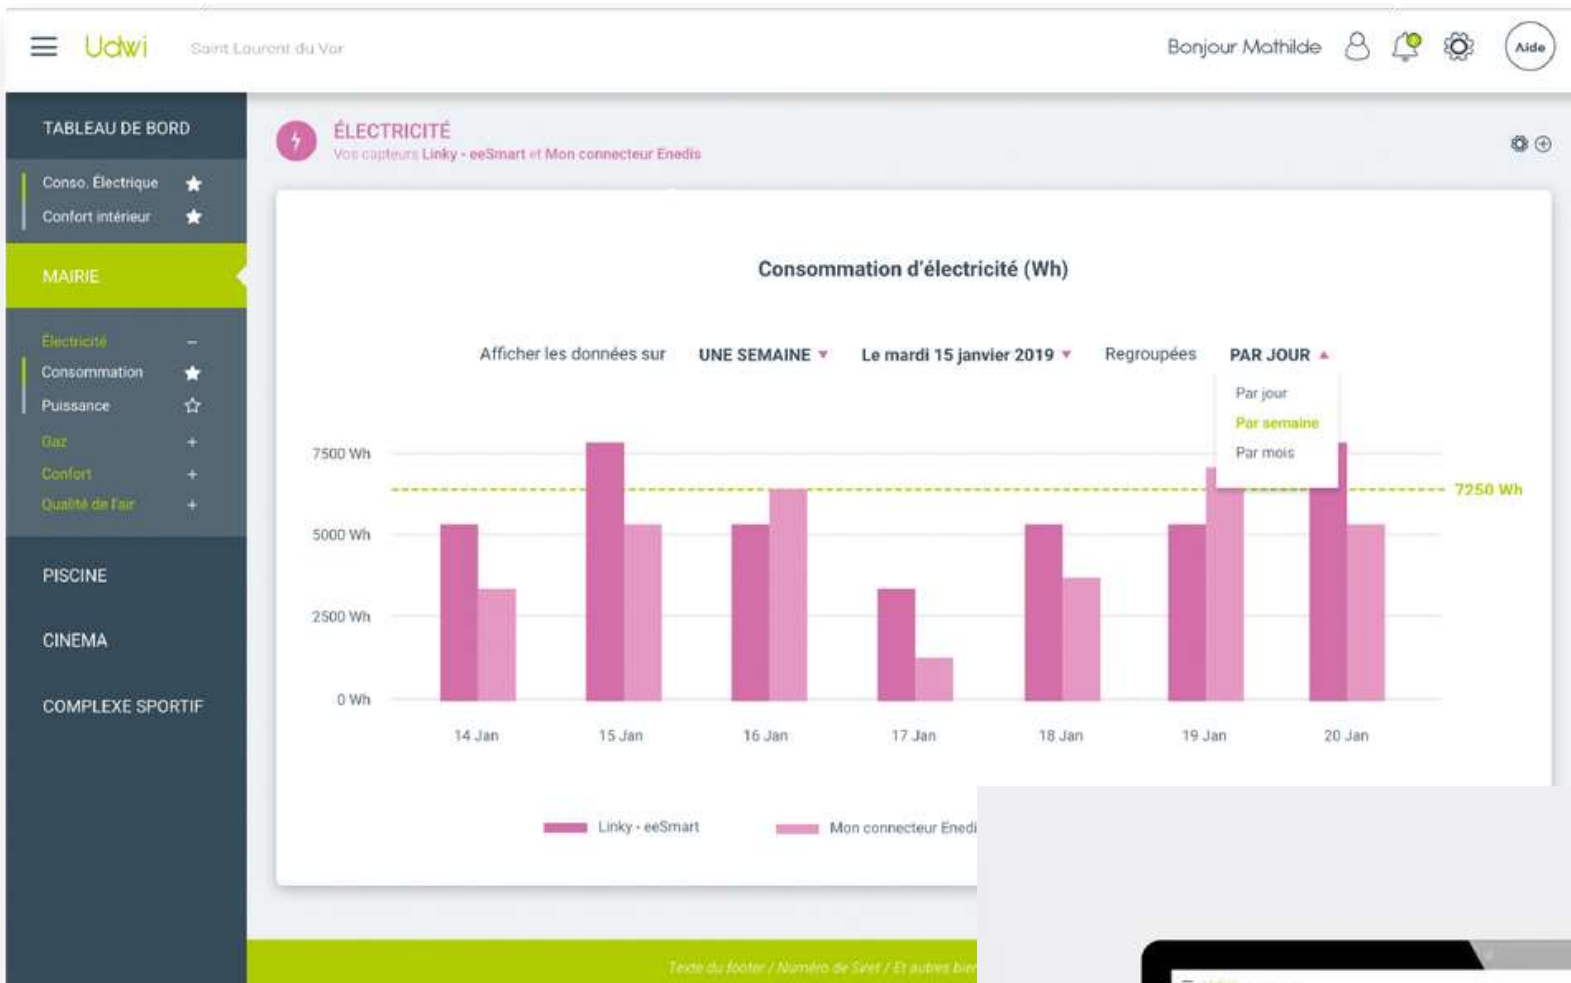 Udwi
Saint Laurent du Var
Bonjour Mathilde
Aide
TABLEAU DE BORD
Conso. Électrique
Confort intérieur
MAIRIE
Électricité
Consommation
Puissance
Gaz
Confort
Qualité de l'air
PISCINE
CINEMA
COMPLEXE SPORTIF
ÉLECTRICITÉ
Vos capteurs Linky - eeSmart et Mon connecteur Enedis
Consommation d'électricité (Wh)
Afficher les données sur UNE SEMAINE Le mardi 15 janvier 2019 Regroupées PAR JOUR
Par jour
Par semaine
Par mois
7500 Wh
7250 Wh
5000 Wh
2500 Wh
0 Wh
14 Jan 15 Jan 16 Jan 17 Jan 18 Jan 19 Jan 20 Jan
Linky - eeSmart Mon connecteur Enedi
Texte du footer / Numéro de Siret / Et autres bien